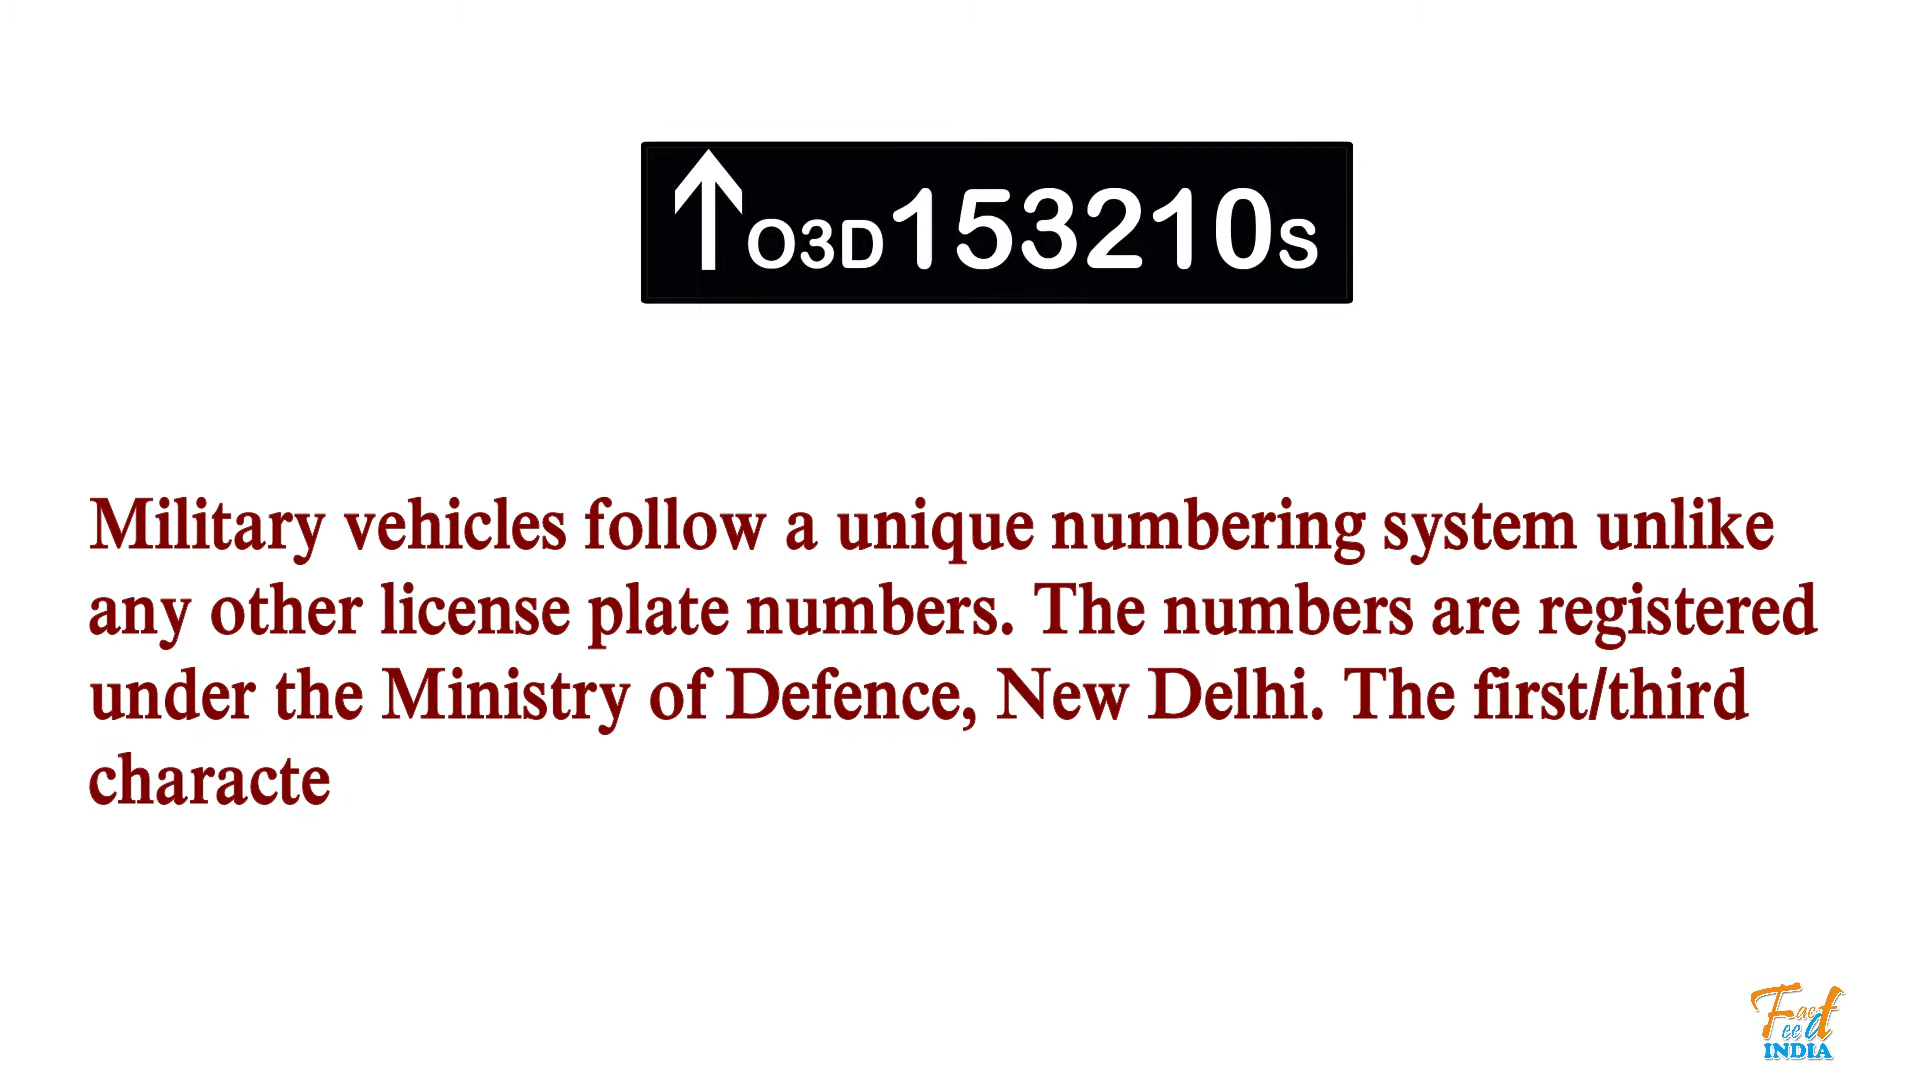 ↑O3D153210S
Military vehicles follow a unique numbering system unlike
any other license plate numbers. The numbers are registered
under the Ministry of Defence, New Delhi. The first/third
characte
Fact
Feed
INDIA